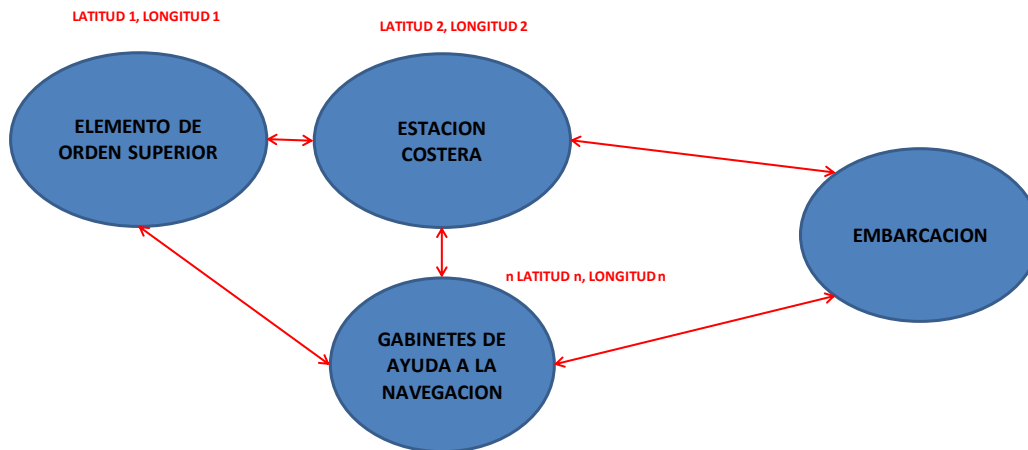 LATITUD 1, LONGITUD 1
LATITUD 2, LONGITUD 2
ELEMENTO DE
ORDEN SUPERIOR
ESTACION
COSTERA
EMBARCACION
n LATITUD n, LONGITUD n
GABINETES DE
AYUDA A LA
NAVEGACION